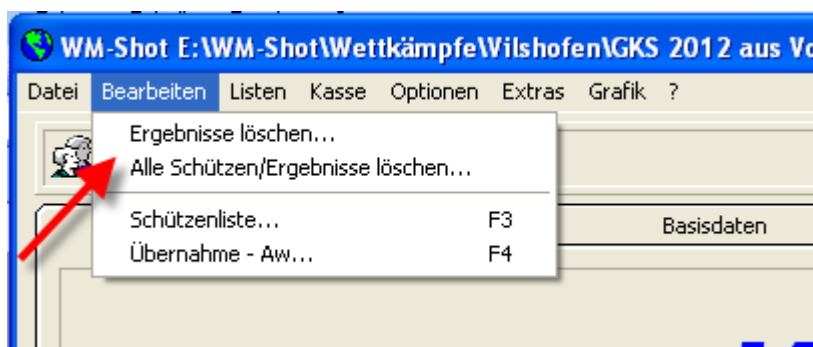 WM-Shot E:\WM-Shot\Wettkämpfe\Vilshofen\GKS 2012 aus
Datei Bearbeiten Listen Kasse Optionen Extras Grafik ?
Ergebnisse löschen...
Alle Schützen/Ergebnisse löschen...
Schützenliste... F3
Basisdaten
Übernahme - Aw... F4